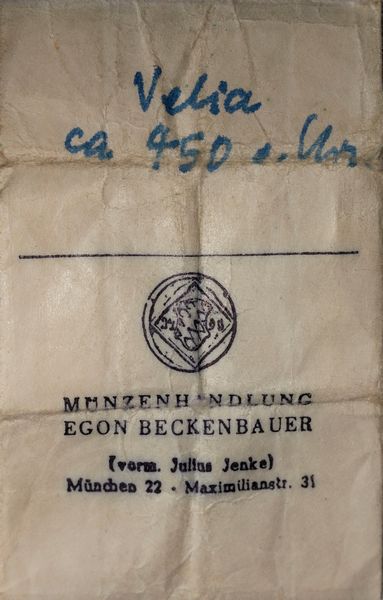 Velia
ca 450 v. Chr.
MÜNZENHANDLUNG
EGON BECKENBAUER
(vorm. Julius Jenke)
München 22 · Maximilianstr. 31